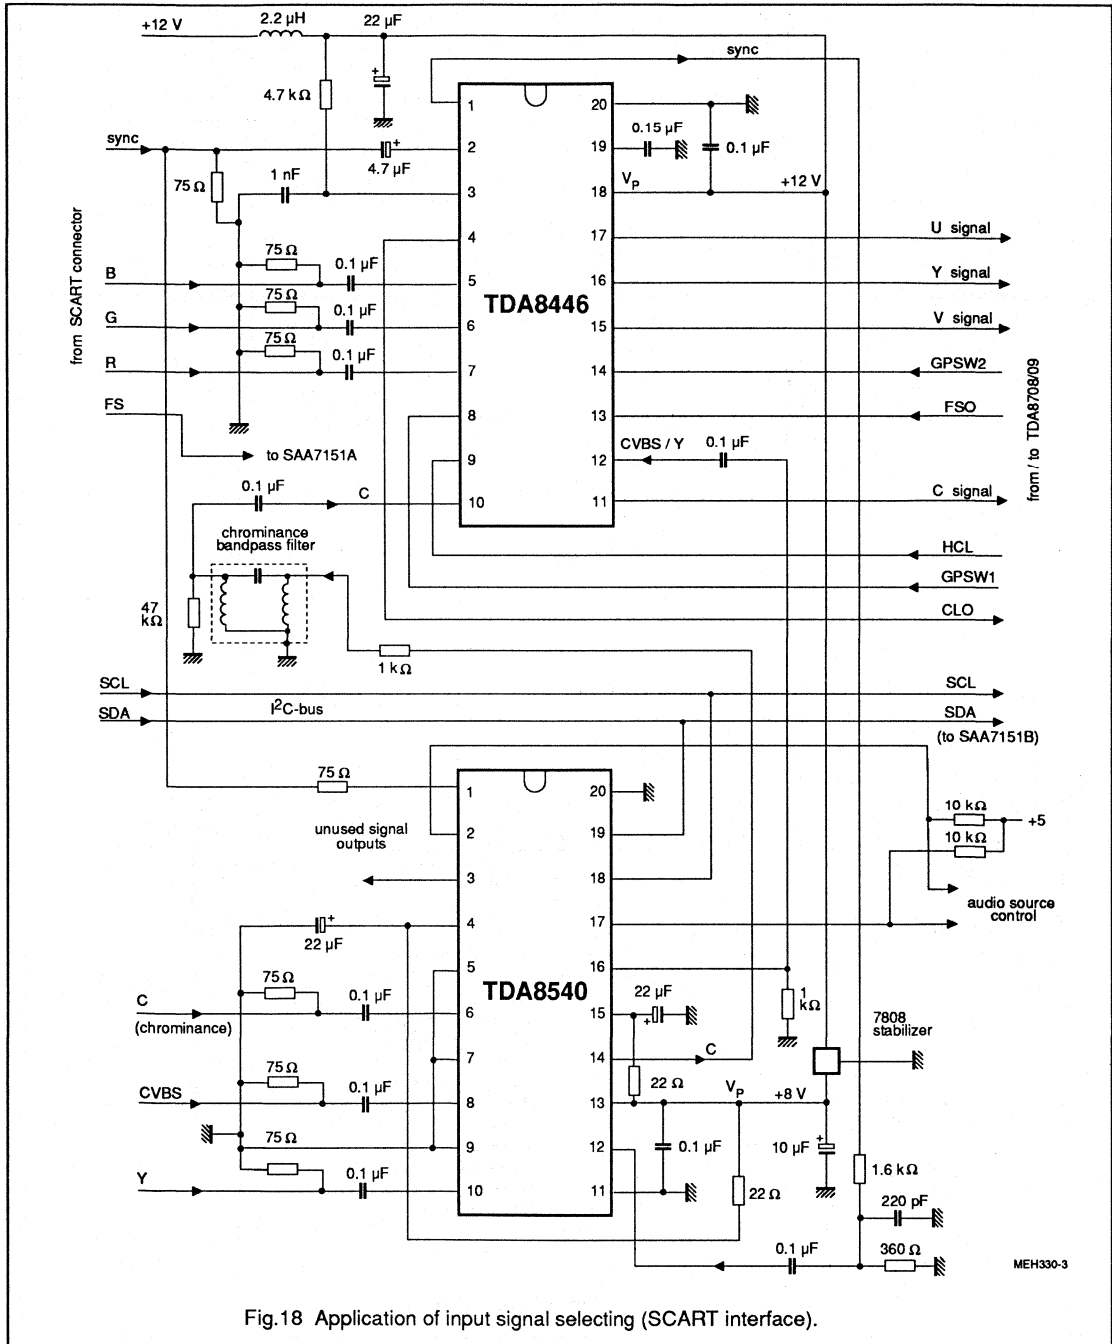 +12 V
2.2 µH
22 µF
+
sync
4.7 kΩ
1
20
0.15 µF
0.1 µF
sync
+
4.7 µF
2
19
75 Ω
1 nF
3
V_P
18
+12 V
from SCART connector
4
17
U signal
75 Ω
0.1 µF
B
5
TDA8446
16
Y signal
75 Ω
0.1 µF
G
6
15
V signal
75 Ω
0.1 µF
R
7
14
GPSW2
FS
8
13
FSO
to SAA7151A
9
12
CVBS / Y
0.1 µF
from / to TDA8708/09
0.1 µF
C
10
11
C signal
chrominance
bandpass filter
HCL
GPSW1
47
kΩ
CLO
1 kΩ
SCL
SCL
SDA
I²C-bus
SDA
(to SAA7151B)
75 Ω
1
20
10 kΩ
+5
unused signal
outputs
2
19
10 kΩ
3
18
audio source
control
+
22 µF
4
17
5
16
75 Ω
TDA8540
1
kΩ
C
(chrominance)
0.1 µF
6
15
22 µF
+
7808
stabilizer
7
14
C
75 Ω
22 Ω
CVBS
0.1 µF
8
13
V_P
+8 V
75 Ω
9
12
0.1 µF
10 µF
+
1.6 kΩ
Y
0.1 µF
10
11
22 Ω
220 pF
0.1 µF
360 Ω
MEH330-3
Fig.18 Application of input signal selecting (SCART interface).